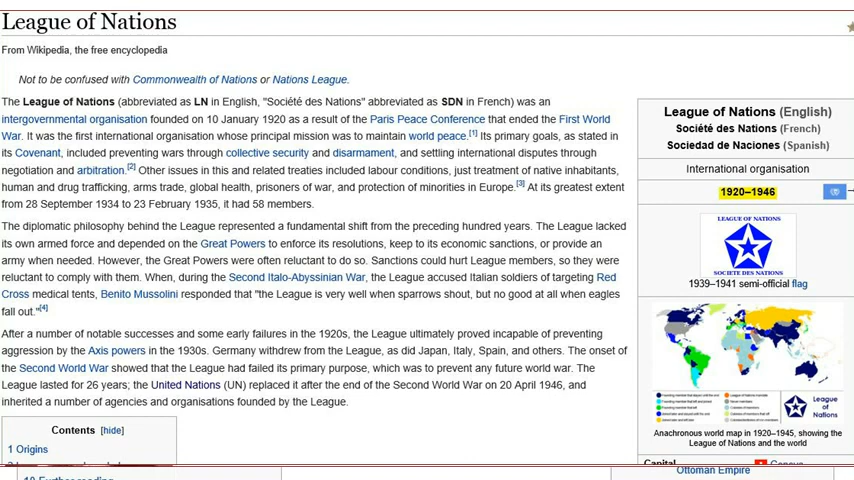 League of Nations
From Wikipedia, the free encyclopedia
Not to be confused with Commonwealth of Nations or Nations League.
The League of Nations (abbreviated as LN in English, "Société des Nations" abbreviated as SDN in French) was an
intergovernmental organisation founded on 10 January 1920 as a result of the Paris Peace Conference that ended the First World
War. It was the first international organisation whose principal mission was to maintain world peace.[1] Its primary goals, as stated in
its Covenant, included preventing wars through collective security and disarmament, and settling international disputes through
negotiation and arbitration.[2] Other issues in this and related treaties included labour conditions, just treatment of native inhabitants,
human and drug trafficking, arms trade, global health, prisoners of war, and protection of minorities in Europe.[3] At its greatest extent
from 28 September 1934 to 23 February 1935, it had 58 members.
The diplomatic philosophy behind the League represented a fundamental shift from the preceding hundred years. The League lacked
its own armed force and depended on the Great Powers to enforce its resolutions, keep to its economic sanctions, or provide an
army when needed. However, the Great Powers were often reluctant to do so. Sanctions could hurt League members, so they were
reluctant to comply with them. When, during the Second Italo-Abyssinian War, the League accused Italian soldiers of targeting Red
Cross medical tents, Benito Mussolini responded that "the League is very well when sparrows shout, but no good at all when eagles
fall out."[4]
After a number of notable successes and some early failures in the 1920s, the League ultimately proved incapable of preventing
aggression by the Axis powers in the 1930s. Germany withdrew from the League, as did Japan, Italy, Spain, and others. The onset of
the Second World War showed that the League had failed its primary purpose, which was to prevent any future world war. The
League lasted for 26 years; the United Nations (UN) replaced it after the end of the Second World War on 20 April 1946, and
inherited a number of agencies and organisations founded by the League.
Contents [hide]
1 Origins
League of Nations (English)
Société des Nations (French)
Sociedad de Naciones (Spanish)
International organisation
1920–1946
LEAGUE OF NATIONS
SOCIETE DES NATIONS
1939–1941 semi-official flag
League
of
Nations
Anachronous world map in 1920–1945, showing the
League of Nations and the world
Capital Geneva
Ottoman Empire